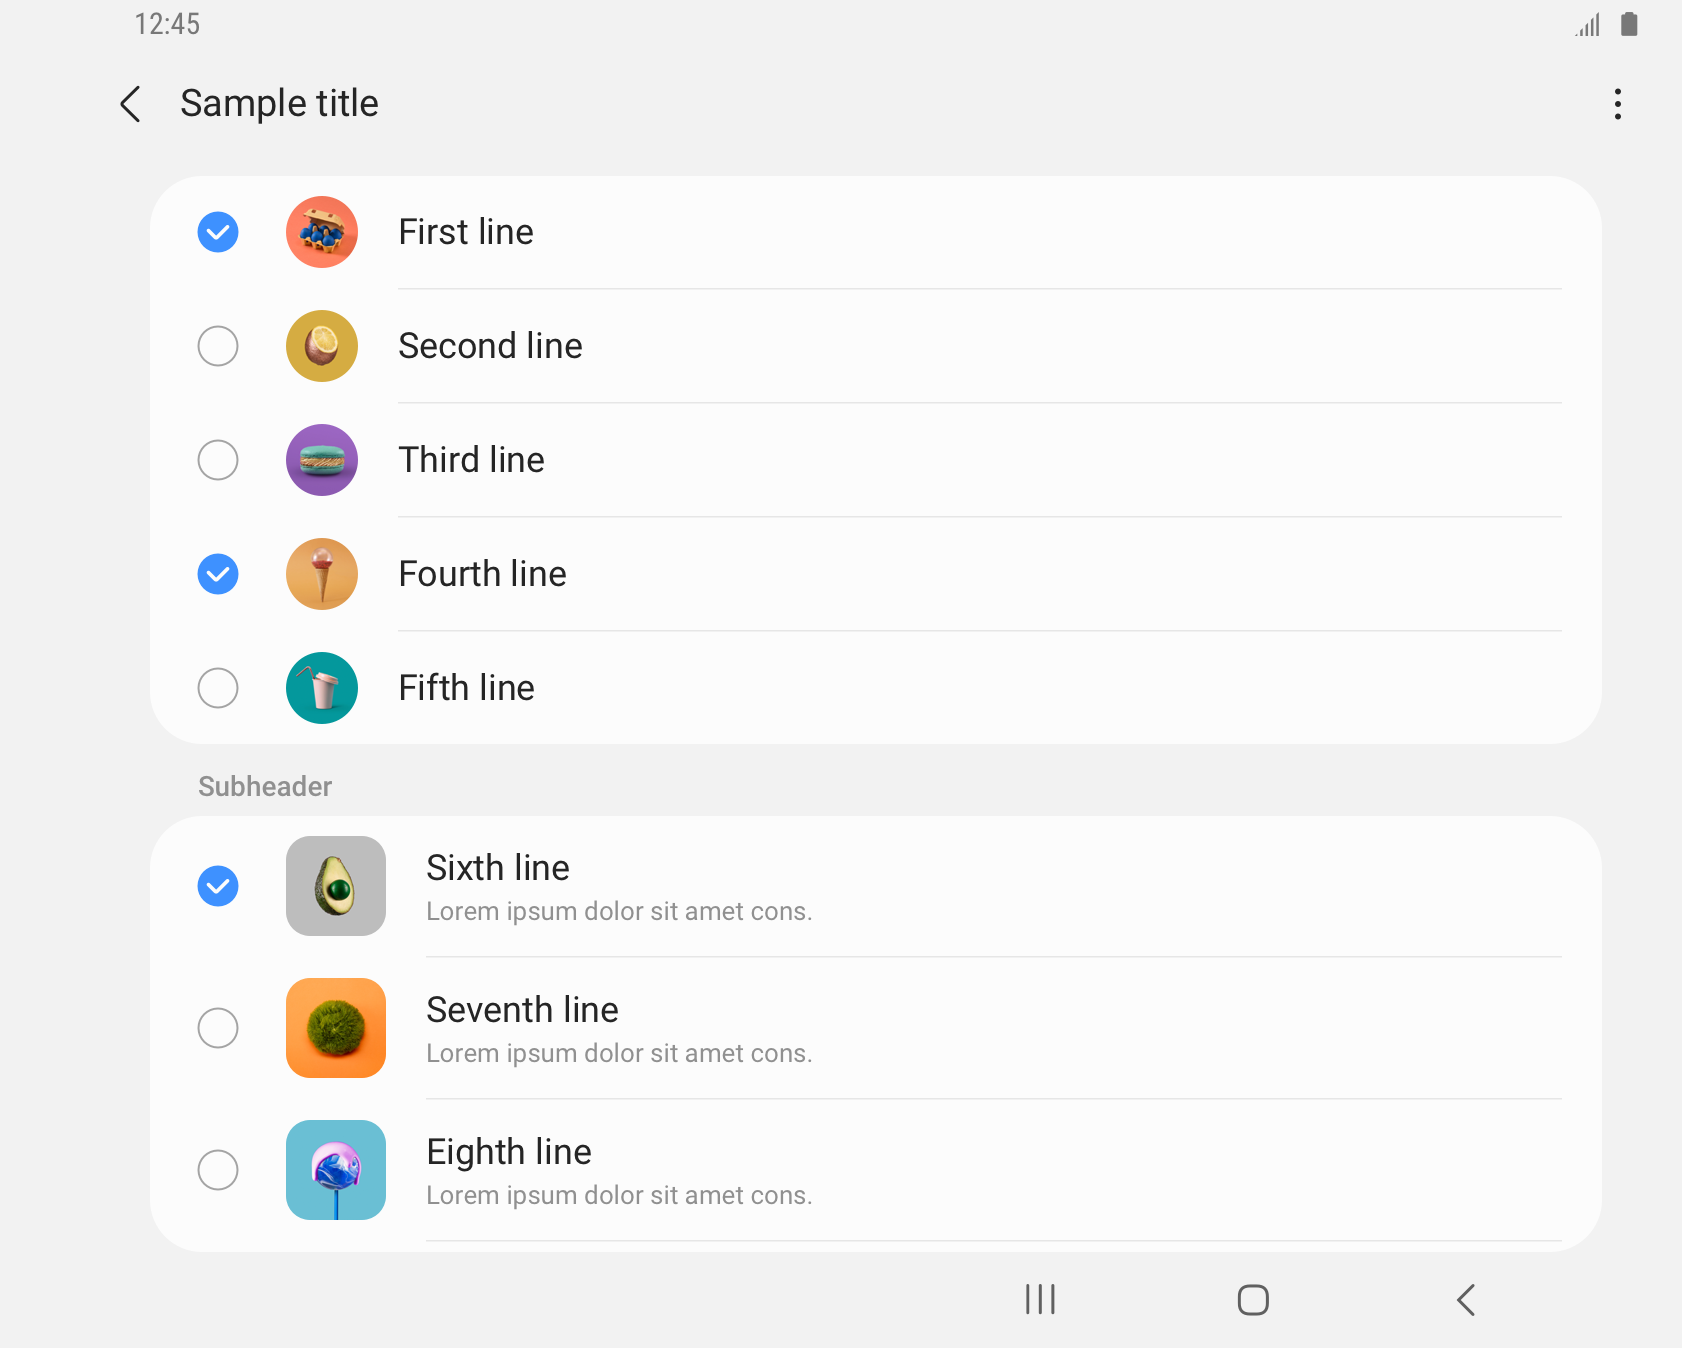 12:45
Sample title
First line
Second line
Third line
Fourth line
Fifth line
Subheader
Sixth line
Lorem ipsum dolor sit amet cons.
Seventh line
Lorem ipsum dolor sit amet cons.
Eighth line
Lorem ipsum dolor sit amet cons.